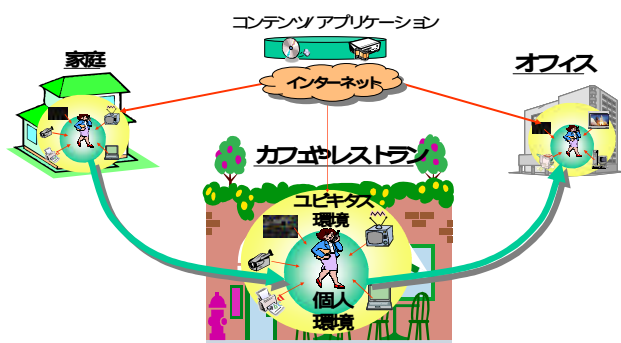 コンテンツ/アプリケーション
家庭
インターネット
オフィス
カフェやレストラン
ユビキタス
環境
個人
環境